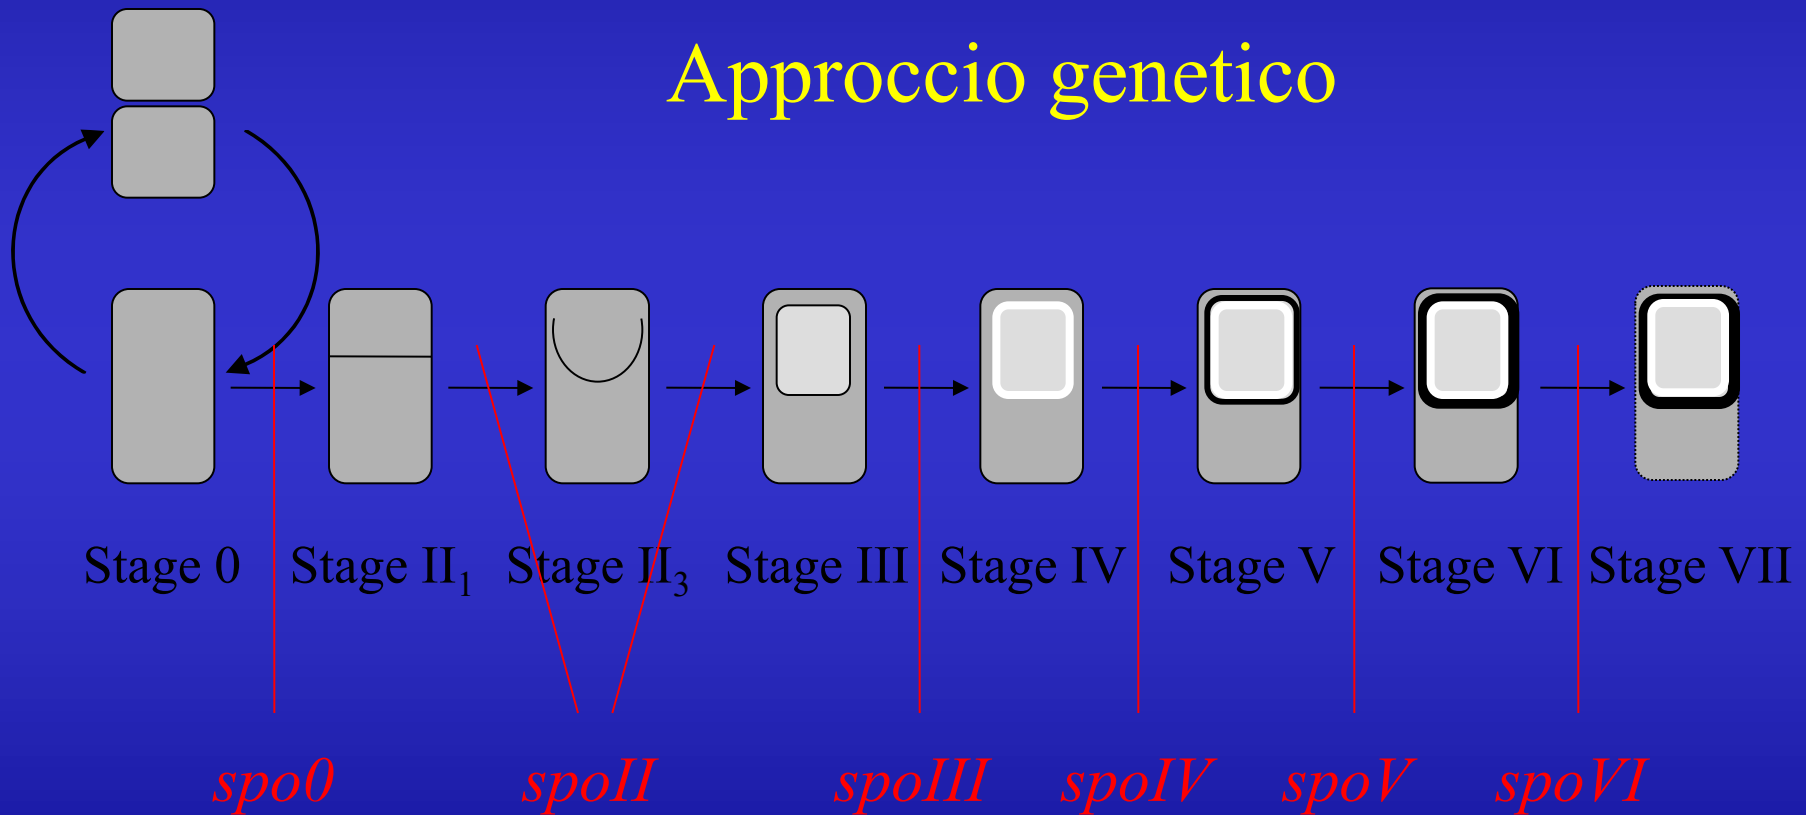 Approccio genetico
Stage 0 Stage II₁ Stage II₃ Stage III Stage IV Stage V Stage VI Stage VII
spo0 spoII spoIII spoIV spoV spoVI